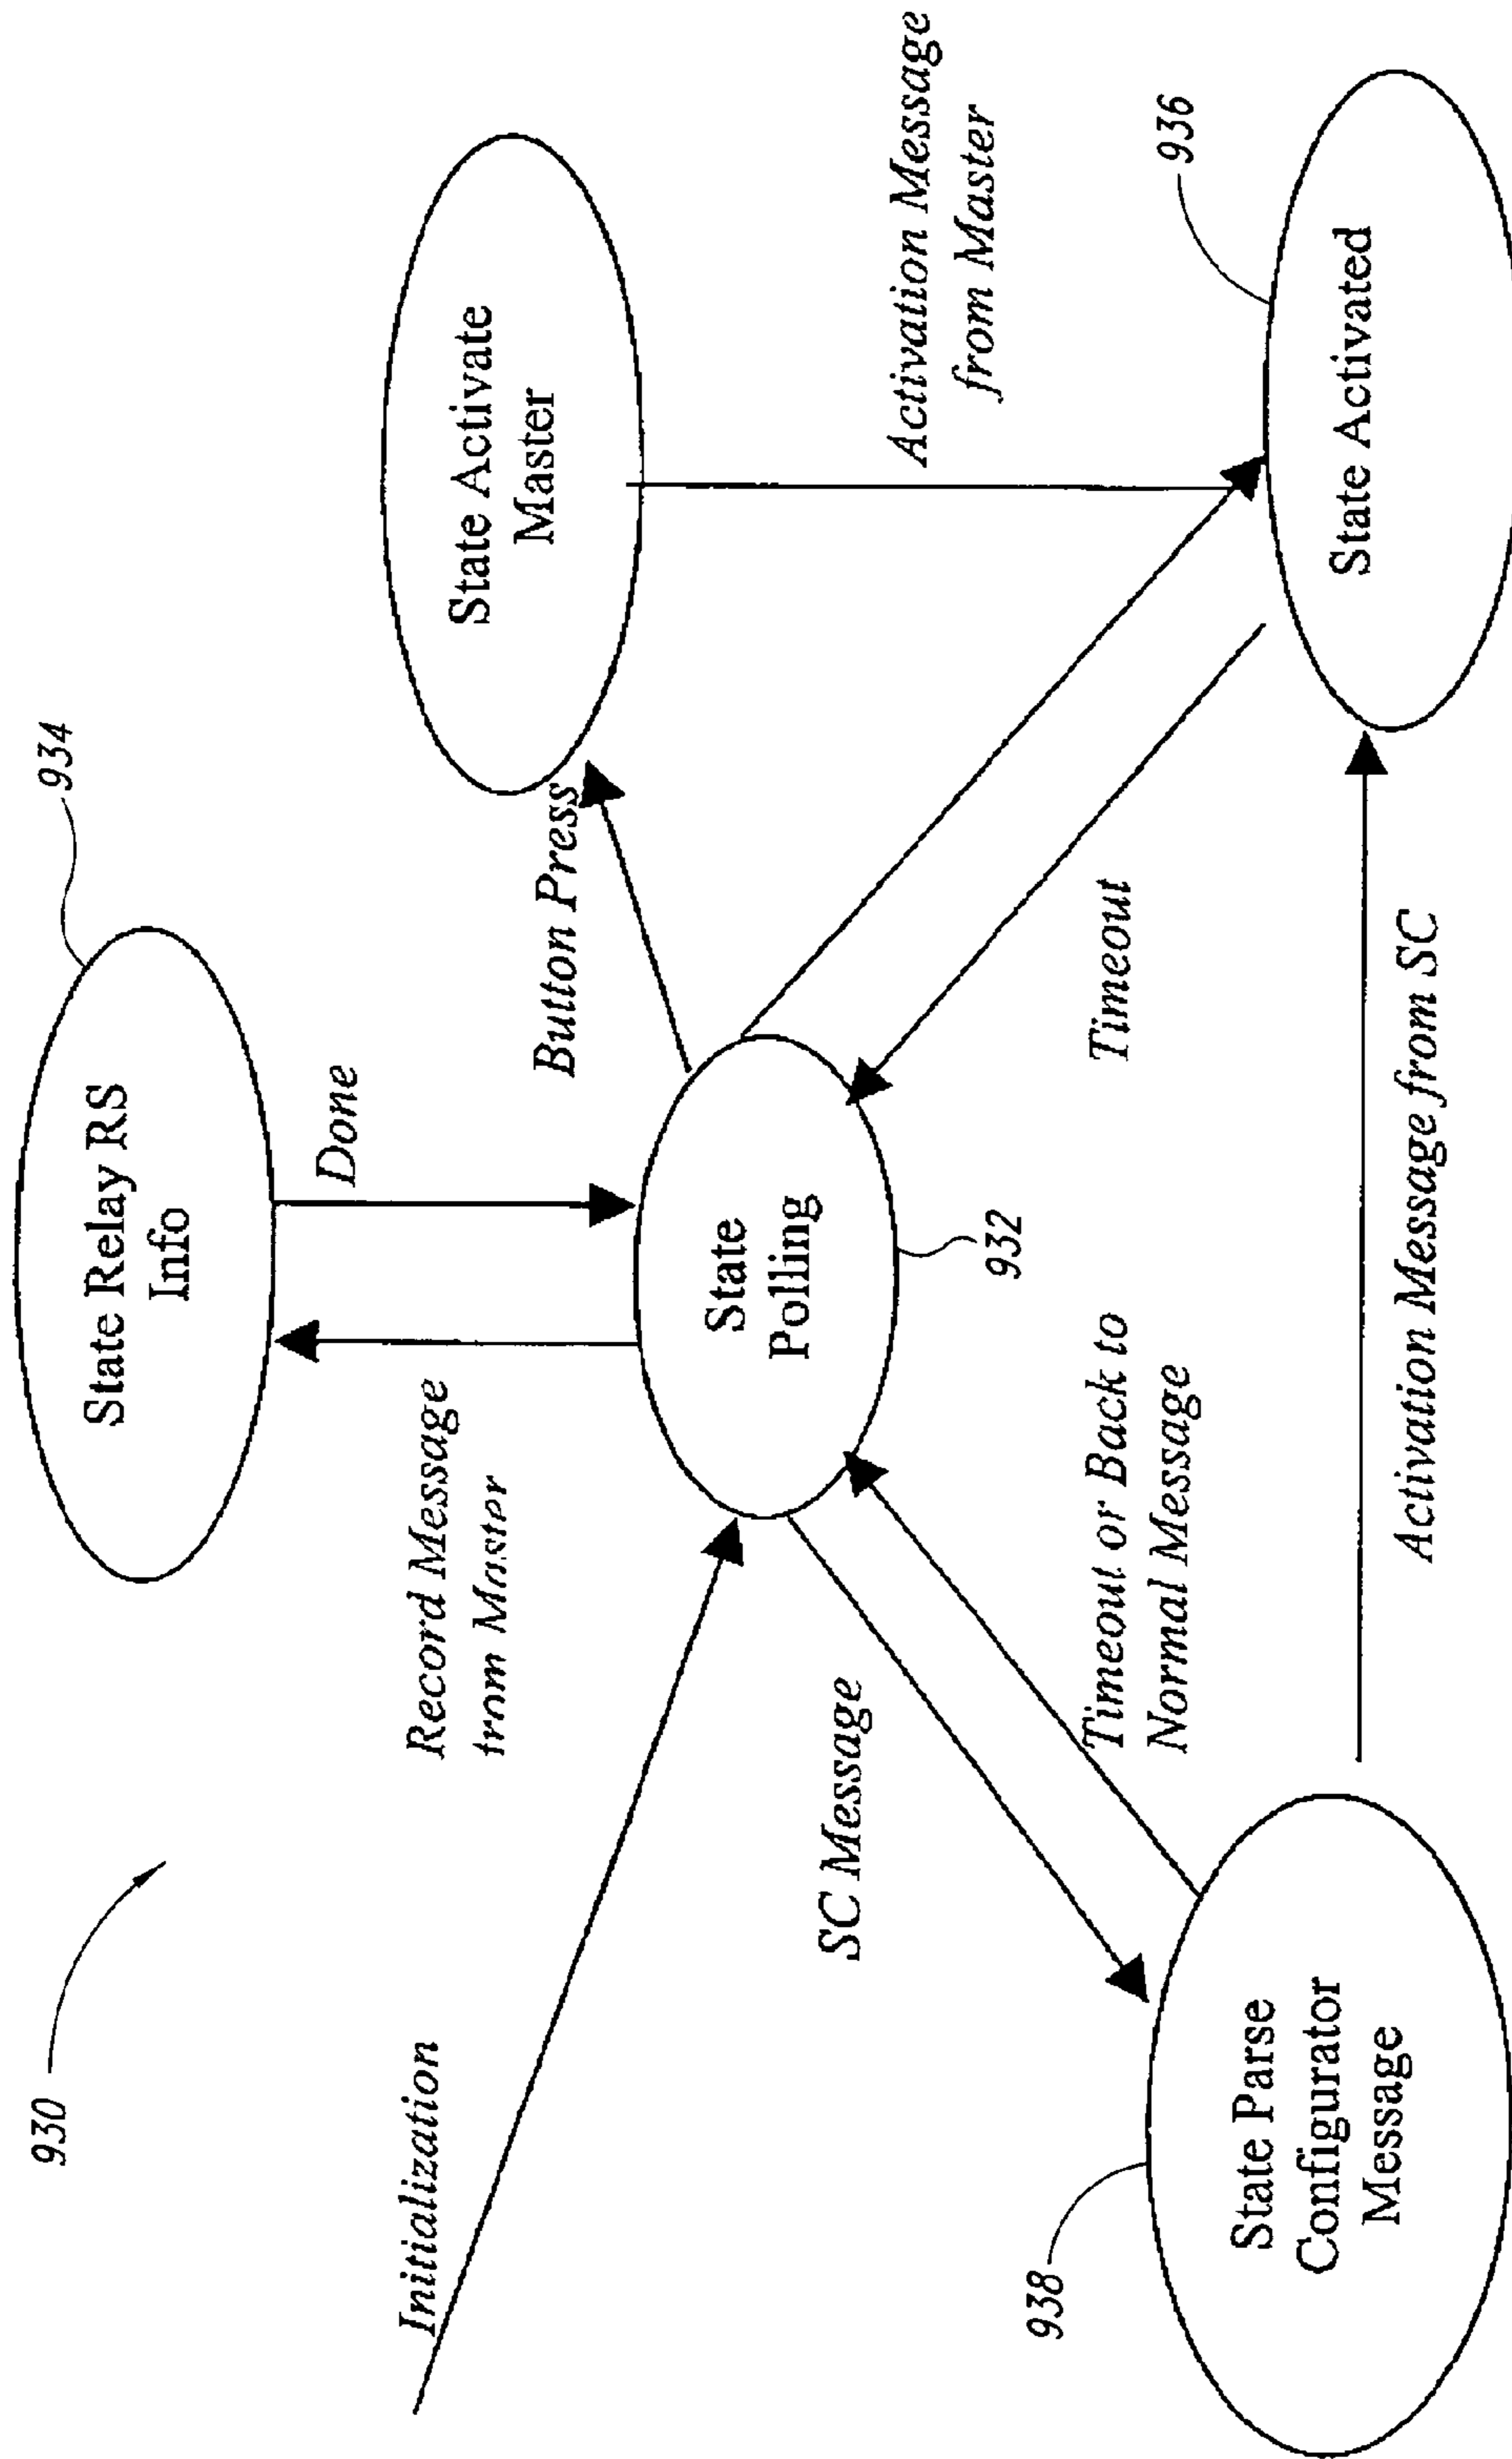 930
State Relay RS
Info
934
Initialization
Record Message
from Master
Done
Button Press
State Activate
Master
State
Polling
932
SC Message
Timeout or Back to
Normal Message
Timeout
Activation Message
from Master
936
State Activated
938
State Parse
Configurator
Message
Activation Message from SC